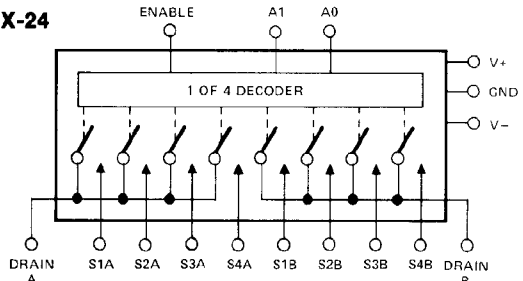 X-24
ENABLE A1 A0
V+
1 OF 4 DECODER
GND
V−
DRAIN A S1A S2A S3A S4A S1B S2B S3B S4B DRAIN